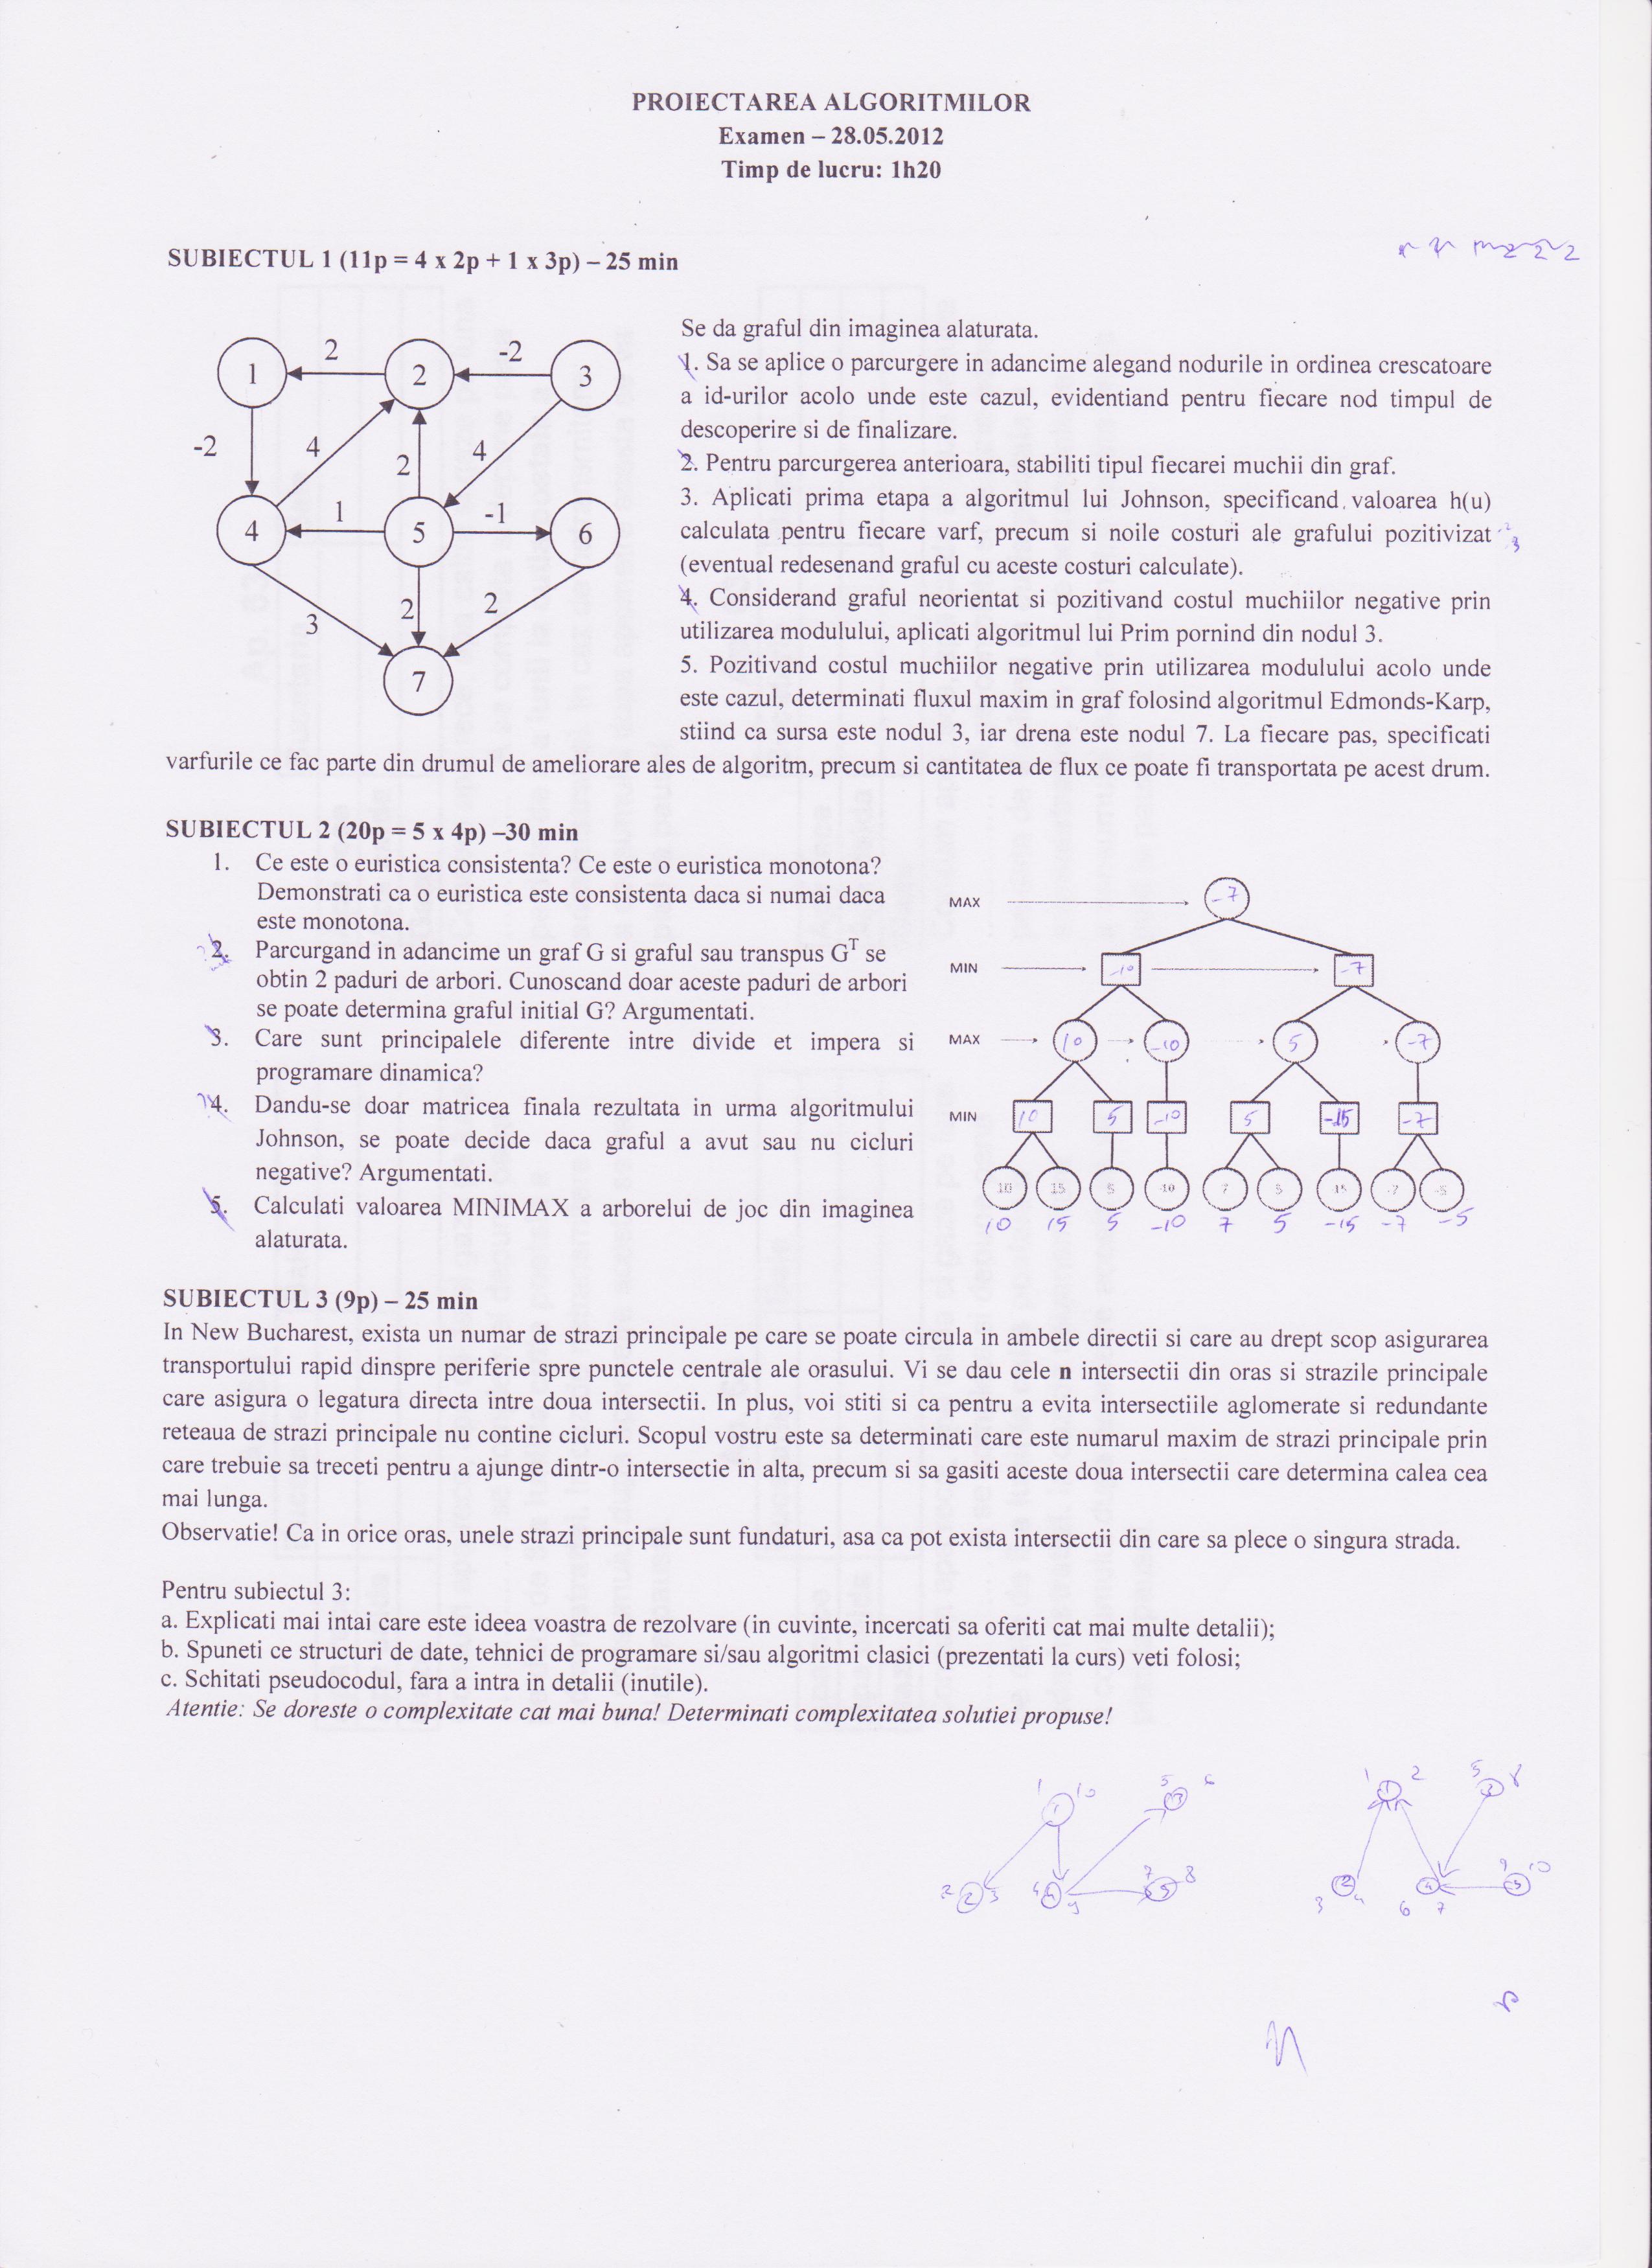 PROIECTAREA ALGORITMILOR
Examen – 28.05.2012
Timp de lucru: 1h20
SUBIECTUL 1 (11p = 4 x 2p + 1 x 3p) – 25 min
1 2 2 -2 3
-2 4 2 4
4 1 5 -1 6
3 2 2
7
Se da graful din imaginea alaturata.
1. Sa se aplice o parcurgere in adancime alegand nodurile in ordinea crescatoare
a id-urilor acolo unde este cazul, evidentiand pentru fiecare nod timpul de
descoperire si de finalizare.
2. Pentru parcurgerea anterioara, stabiliti tipul fiecarei muchii din graf.
3. Aplicati prima etapa a algoritmul lui Johnson, specificand valoarea h(u)
calculata pentru fiecare varf, precum si noile costuri ale grafului pozitivizat
(eventual redesenand graful cu aceste costuri calculate).
4. Considerand graful neorientat si pozitivand costul muchiilor negative prin
utilizarea modulului, aplicati algoritmul lui Prim pornind din nodul 3.
5. Pozitivand costul muchiilor negative prin utilizarea modulului acolo unde
este cazul, determinati fluxul maxim in graf folosind algoritmul Edmonds-Karp,
stiind ca sursa este nodul 3, iar drena este nodul 7. La fiecare pas, specificati
varfurile ce fac parte din drumul de ameliorare ales de algoritm, precum si cantitatea de flux ce poate fi transportata pe acest drum.
SUBIECTUL 2 (20p = 5 x 4p) –30 min
1. Ce este o euristica consistenta? Ce este o euristica monotona?
Demonstrati ca o euristica este consistenta daca si numai daca
este monotona.
2. Parcurgand in adancime un graf G si graful sau transpus G^T se
obtin 2 paduri de arbori. Cunoscand doar aceste paduri de arbori
se poate determina graful initial G? Argumentati.
3. Care sunt principalele diferente intre divide et impera si
programare dinamica?
4. Dandu-se doar matricea finala rezultata in urma algoritmului
Johnson, se poate decide daca graful a avut sau nu cicluri
negative? Argumentati.
5. Calculati valoarea MINIMAX a arborelui de joc din imaginea
alaturata.
MAX -7
MIN -10 -7
MAX 10 -10 5 -7
MIN 10 5 -10 5 -15 -7
10 15 5 -10 7 5 -15 -7 -5
10 15 5 -10 7 5 -15 -7 -5
SUBIECTUL 3 (9p) – 25 min
In New Bucharest, exista un numar de strazi principale pe care se poate circula in ambele directii si care au drept scop asigurarea
transportului rapid dinspre periferie spre punctele centrale ale orasului. Vi se dau cele n intersectii din oras si strazile principale
care asigura o legatura directa intre doua intersectii. In plus, voi stiti si ca pentru a evita intersectiile aglomerate si redundante
reteaua de strazi principale nu contine cicluri. Scopul vostru este sa determinati care este numarul maxim de strazi principale prin
care trebuie sa treceti pentru a ajunge dintr-o intersectie in alta, precum si sa gasiti aceste doua intersectii care determina calea cea
mai lunga.
Observatie! Ca in orice oras, unele strazi principale sunt fundaturi, asa ca pot exista intersectii din care sa plece o singura strada.
Pentru subiectul 3:
a. Explicati mai intai care este ideea voastra de rezolvare (in cuvinte, incercati sa oferiti cat mai multe detalii);
b. Spuneti ce structuri de date, tehnici de programare si/sau algoritmi clasici (prezentati la curs) veti folosi;
c. Schitati pseudocodul, fara a intra in detalii (inutile).
Atentie: Se doreste o complexitate cat mai buna! Determinati complexitatea solutiei propuse!
1 1 10 5 3 6 1 1 2 5 3 8
2 2 3 4 4 9 7 5 8 3 2 4 6 4 7 9 5 10